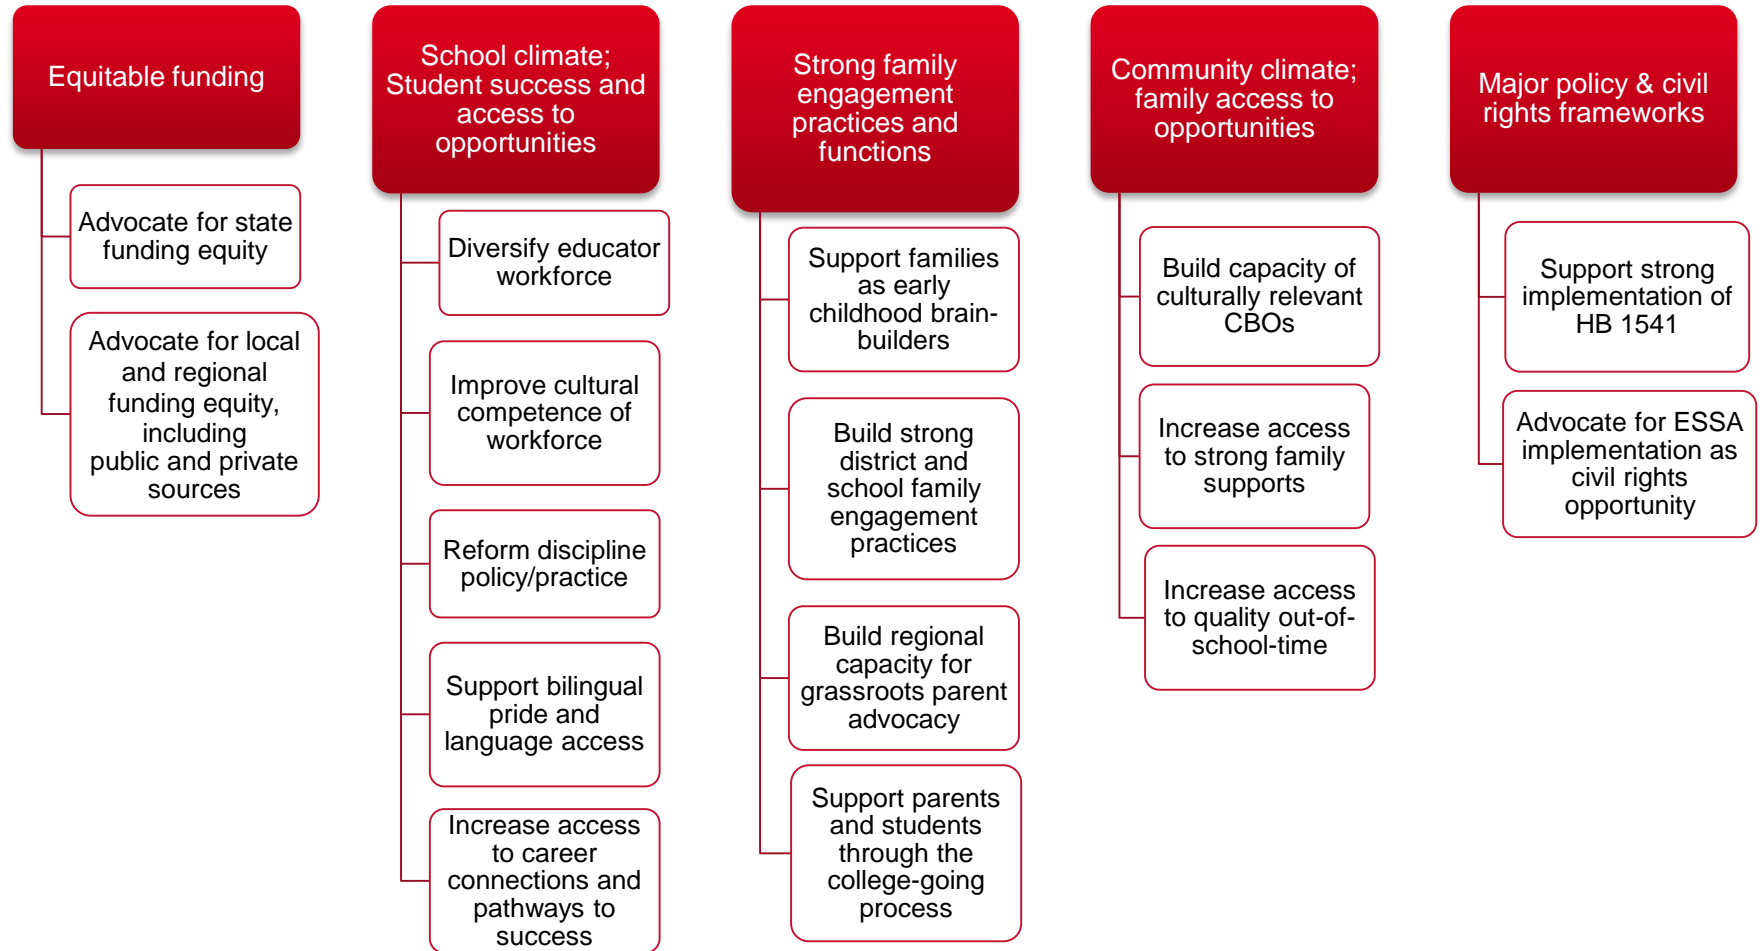 Equitable funding
Advocate for state
funding equity
Advocate for local
and regional
funding equity,
including
public and private
sources
School climate;
Student success and
access to
opportunities
Diversify educator
workforce
Improve cultural
competence of
workforce
Reform discipline
policy/practice
Support bilingual
pride and
language access
Increase access
to career
connections and
pathways to
success
Strong family
engagement
practices and
functions
Support families
as early
childhood brain-
builders
Build strong
district and
school family
engagement
practices
Build regional
capacity for
grassroots parent
advocacy
Support parents
and students
through the
college-going
process
Community climate;
family access to
opportunities
Build capacity of
culturally relevant
CBOs
Increase access
to strong family
supports
Increase access
to quality out-of-
school-time
Major policy & civil
rights frameworks
Support strong
implementation of
HB 1541
Advocate for ESSA
implementation as
civil rights
opportunity